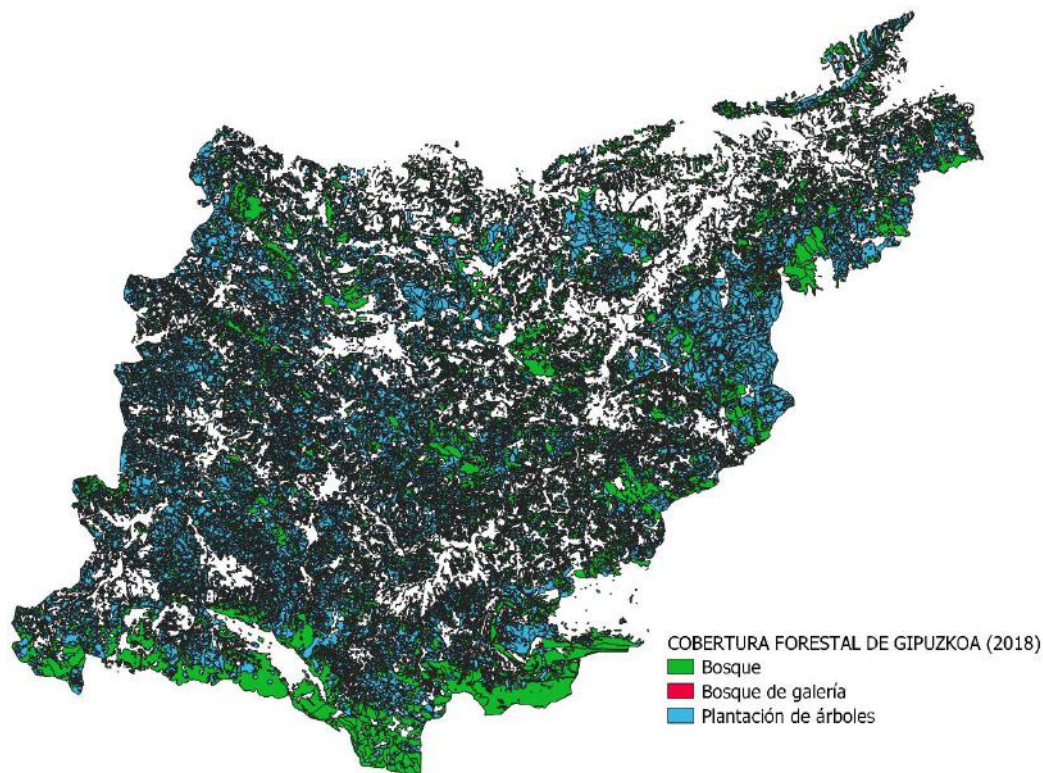 COBERTURA FORESTAL DE GIPUZKOA (2018)
Bosque
Bosque de galería
Plantación de árboles